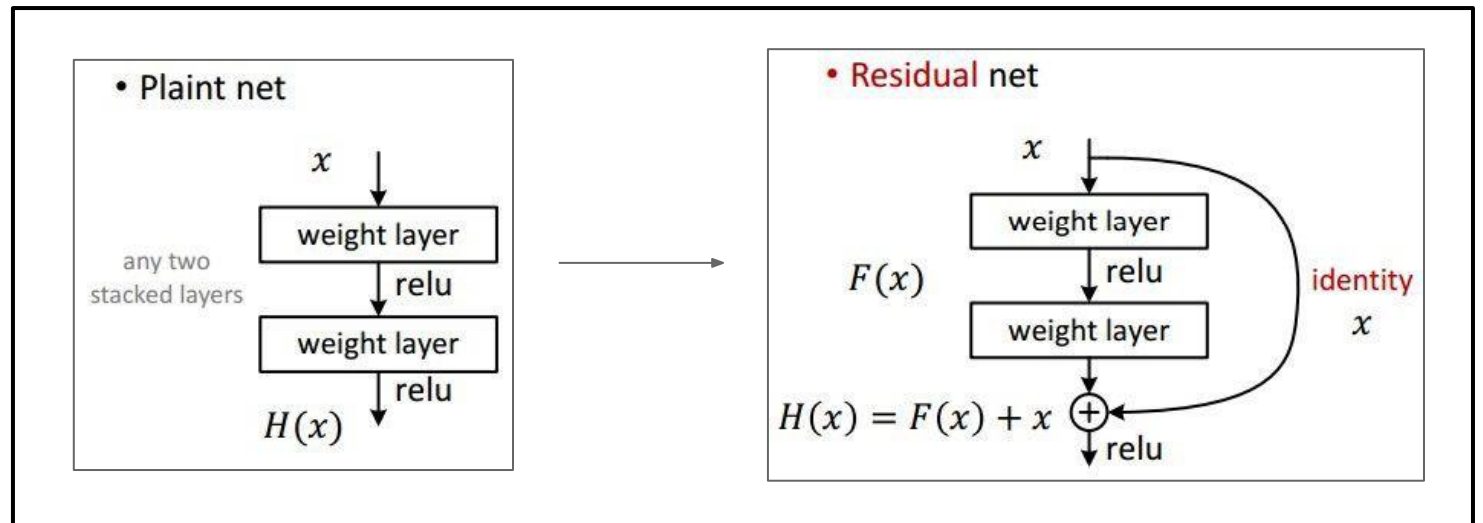 • Plaint net
x
weight layer
any two
stacked layers
relu
weight layer
relu
H(x)
• Residual net
x
weight layer
F(x)
relu
identity
x
weight layer
H(x) = F(x) + x
+
relu